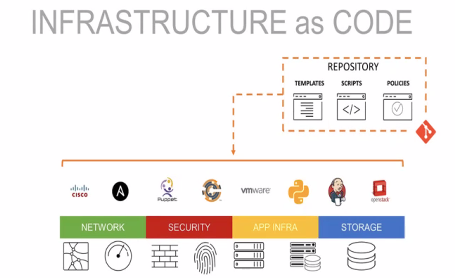 INFRASTRUCTURE as CODE
REPOSITORY
TEMPLATES SCRIPTS POLICIES
</>
CISCO A Puppet C vmware openstack
NETWORK SECURITY APP INFRA STORAGE